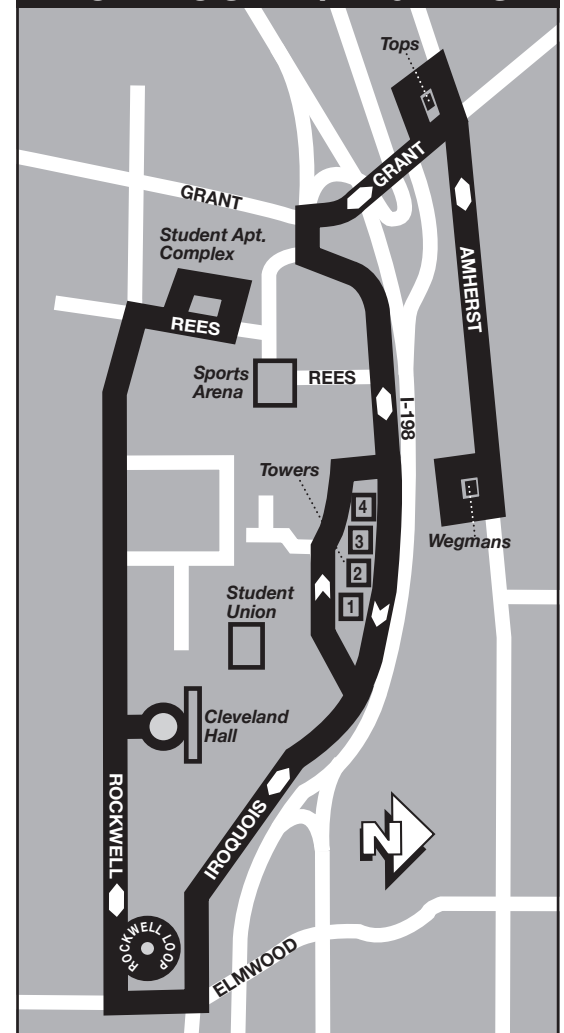 Tops
GRANT
GRANT
Student Apt.
Complex
AMHERST
REES
Sports
Arena
REES
I-198
Towers
4
3
2
1
Wegmans
Student
Union
Cleveland
Hall
ROCKWELL
IROQUOIS
N
ROCKWELL LOOP
ELMWOOD